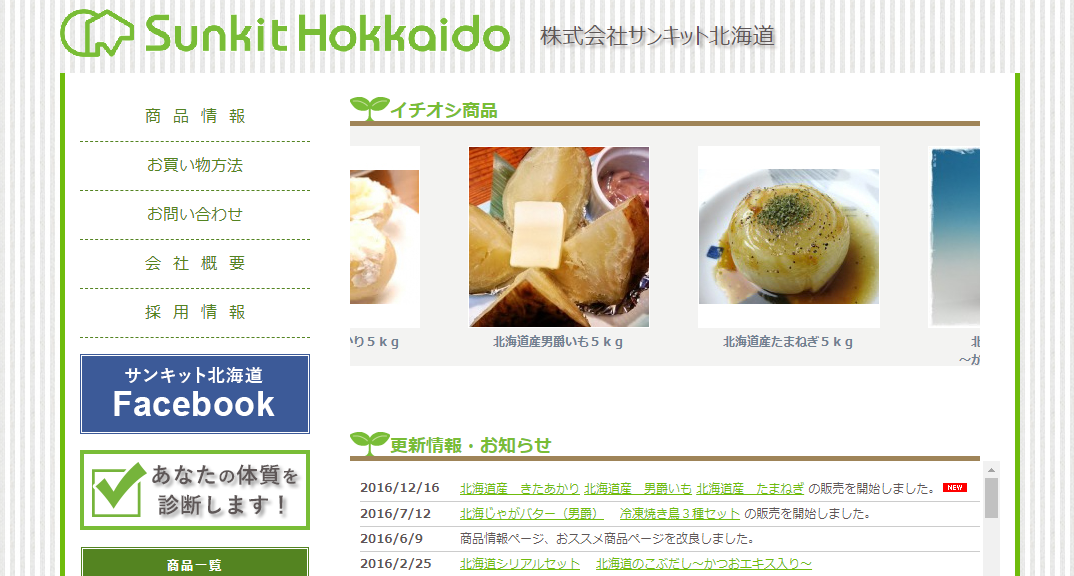 Sunkit Hokkaido 株式会社サンキット北海道
商品情報
お買い物方法
お問い合わせ
会社概要
採用情報
サンキット北海道
Facebook
あなたの体質を
診断します！
商品一覧
イチオシ商品
かり５ｋｇ
北海道産男爵いも５ｋｇ
北海道産たまねぎ５ｋｇ
北
～か
更新情報・お知らせ
2016/12/16 北海道産　きたあかり 北海道産　男爵いも 北海道産　たまねぎ の販売を開始しました。 NEW
2016/7/12 北海じゃがバター（男爵）　冷凍焼き鳥３種セット の販売を開始しました。
2016/6/9 商品情報ページ、おススメ商品ページを改良しました。
2016/2/25 北海道シリアルセット　北海道のこぶだし～かつおエキス入り～